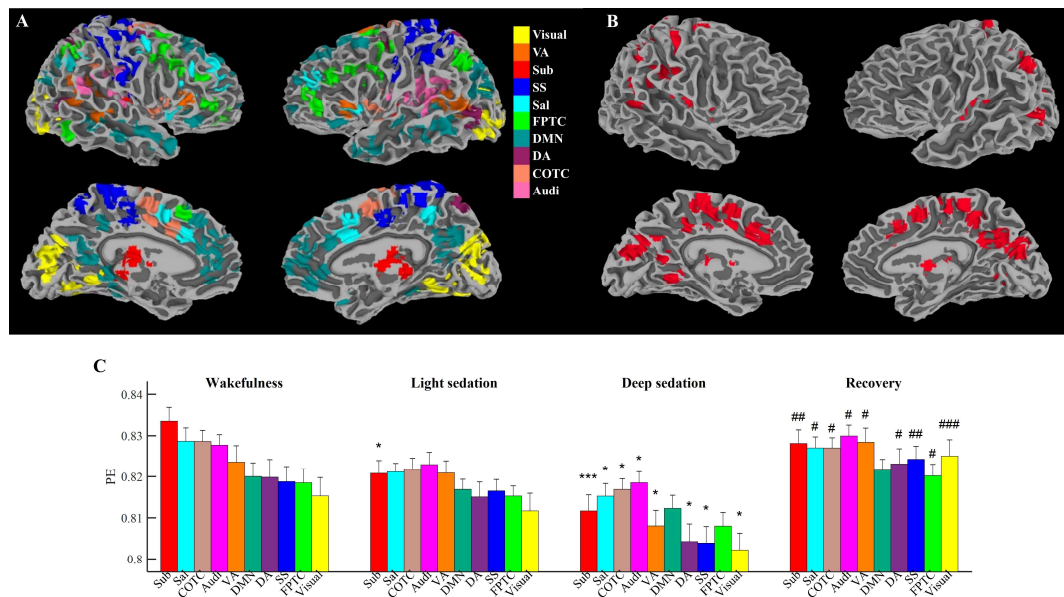 A
B
Visual
VA
Sub
SS
Sal
FPTC
DMN
DA
COTC
Audi
C
Wakefulness
Light sedation
Deep sedation
Recovery
PE
0.84
0.83
0.82
0.81
0.8
*
*** * * * * * * *
## # # # # # ## # ###
Sub Sal COTC Audi VA DMN DA SS FPTC Visual
Sub Sal COTC Audi VA DMN DA SS FPTC Visual
Sub Sal COTC Audi VA DMN DA SS FPTC Visual
Sub Sal COTC Audi VA DMN DA SS FPTC Visual